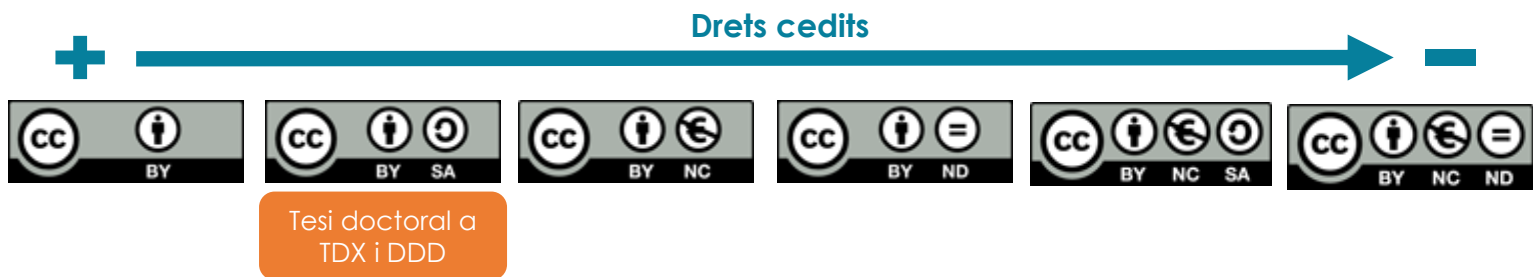 Drets cedits
+ −
cc BY
cc BY SA
cc BY NC
cc BY ND
cc BY NC SA
cc BY NC ND
Tesi doctoral a
TDX i DDD